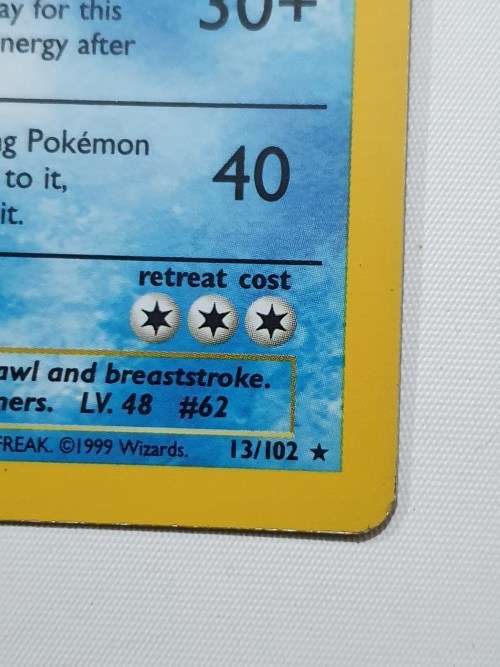 ay for this
nergy after
30+
g Pokémon
to it,
it.
40
retreat cost
awl and breaststroke.
ners. LV. 48 #62
FREAK. ©1999 Wizards. 13/102 ★